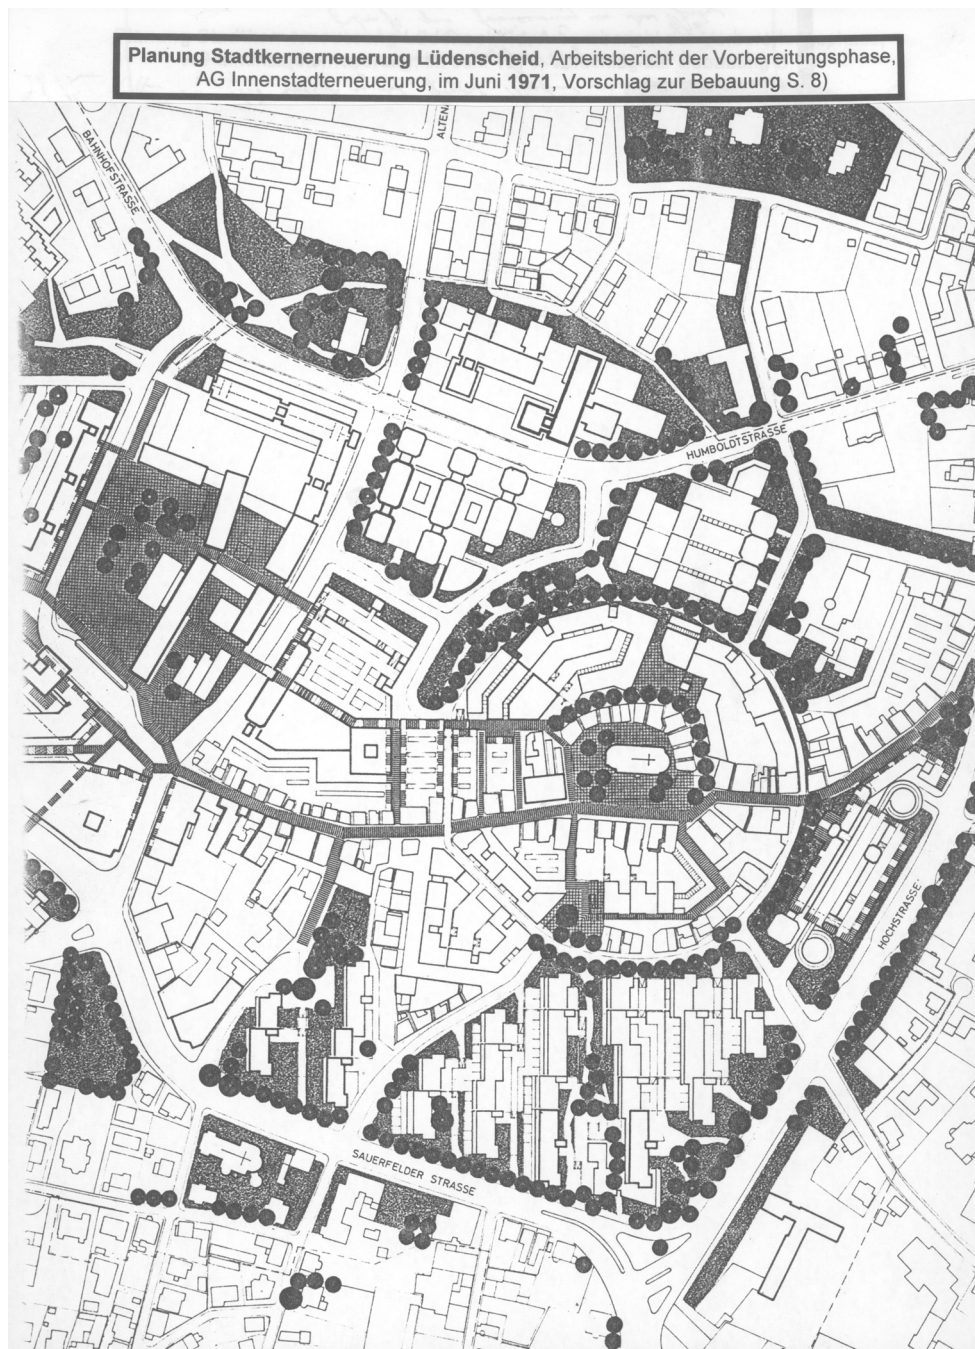 Planung Stadtkernerneuerung Lüdenscheid, Arbeitsbericht der Vorbereitungsphase,
AG Innenstadterneuerung, im Juni 1971, Vorschlag zur Bebauung S. 8)
BAHNHOFSTRASSE
ALTENA
HUMBOLDTSTRASSE
HOCHSTRASSE
SAUERFELDER STRASSE